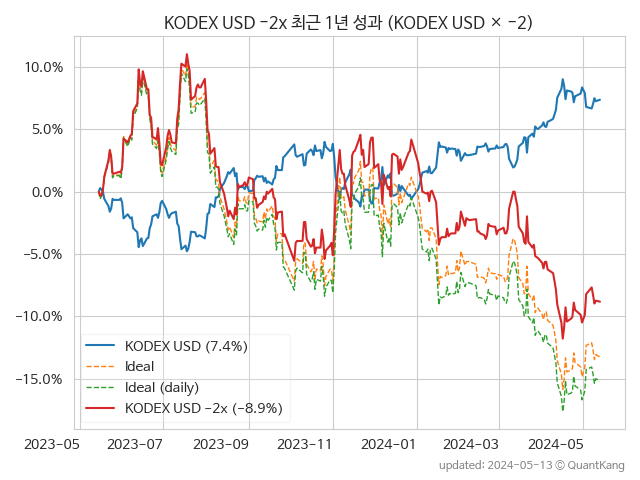 KODEX USD −2x 최근 1년 성과 (KODEX USD × −2)
10.0%
5.0%
0.0%
−5.0%
−10.0%
−15.0%
KODEX USD (7.4%)
Ideal
Ideal (daily)
KODEX USD −2x (−8.9%)
2023−05 2023−07 2023−09 2023−11 2024−01 2024−03 2024−05
updated: 2024−05−13 ⓒ QuantKang